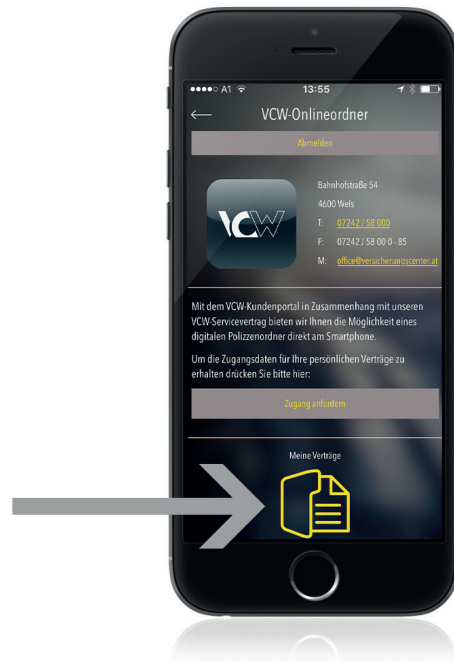 A1
13:55
VCW-Onlineordner
Abmelden
VCW
Bahnhofstraße 54
4600 Wels
T: 07242 / 58 000
F: 07242 / 58 00 0 - 85
M: office@versicherungscenter.at
Mit dem VCW-Kundenportal in Zusammenhang mit unseren
VCW-Servicevertrag bieten wir Ihnen die Möglichkeit eines
digitalen Polizzenordner direkt am Smartphone.
Um die Zugangsdaten für Ihre persönlichen Verträge zu
erhalten drücken Sie bitte hier:
Zugang anfordern
Meine Verträge